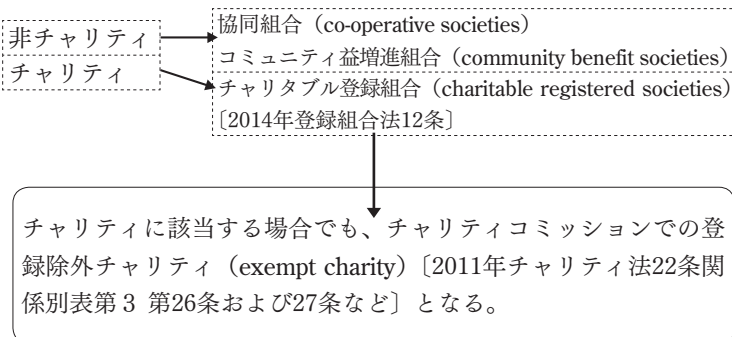 非チャリティ
チャリティ
協同組合（co-operative societies）
コミュニティ益増進組合（community benefit societies）
チャリタブル登録組合（charitable registered societies）
〔2014年登録組合法12条〕
チャリティに該当する場合でも、チャリティコミッションでの登
録除外チャリティ（exempt charity）〔2011年チャリティ法22条関
係別表第３ 第26条および27条など〕となる。